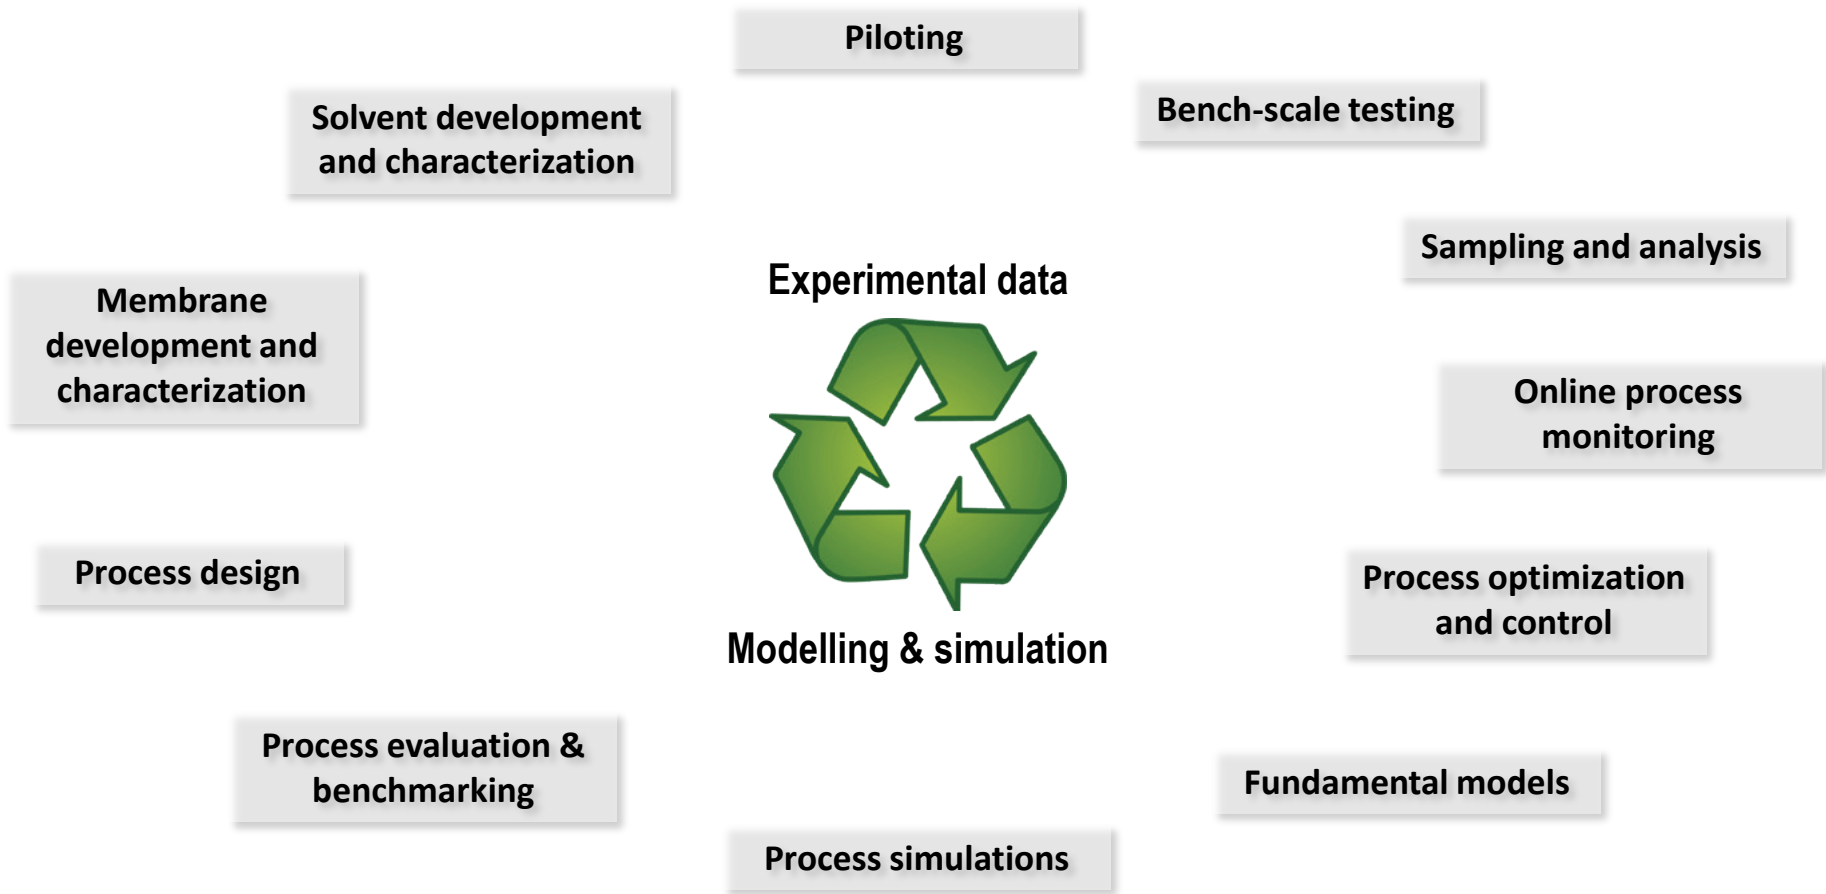 Piloting
Bench-scale testing
Solvent development
and characterization
Sampling and analysis
Experimental data
Membrane
development and
characterization
Online process
monitoring
Process design
Process optimization
and control
Modelling & simulation
Process evaluation &
benchmarking
Fundamental models
Process simulations